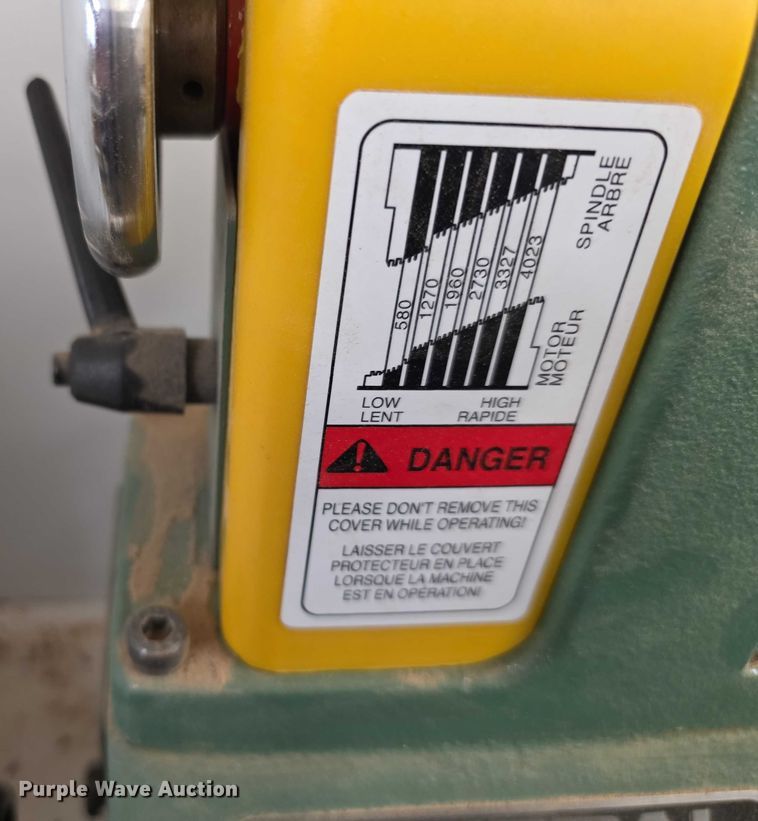 SPINDLE
ARBRE
580
1270
1960
2730
3327
4023
MOTOR
MOTEUR
LOW HIGH
LENT RAPIDE
DANGER
PLEASE DON'T REMOVE THIS
COVER WHILE OPERATING!
LAISSER LE COUVERT
PROTECTEUR EN PLACE
LORSQUE LA MACHINE
EST EN OPÉRATION!
Purple Wave Auction